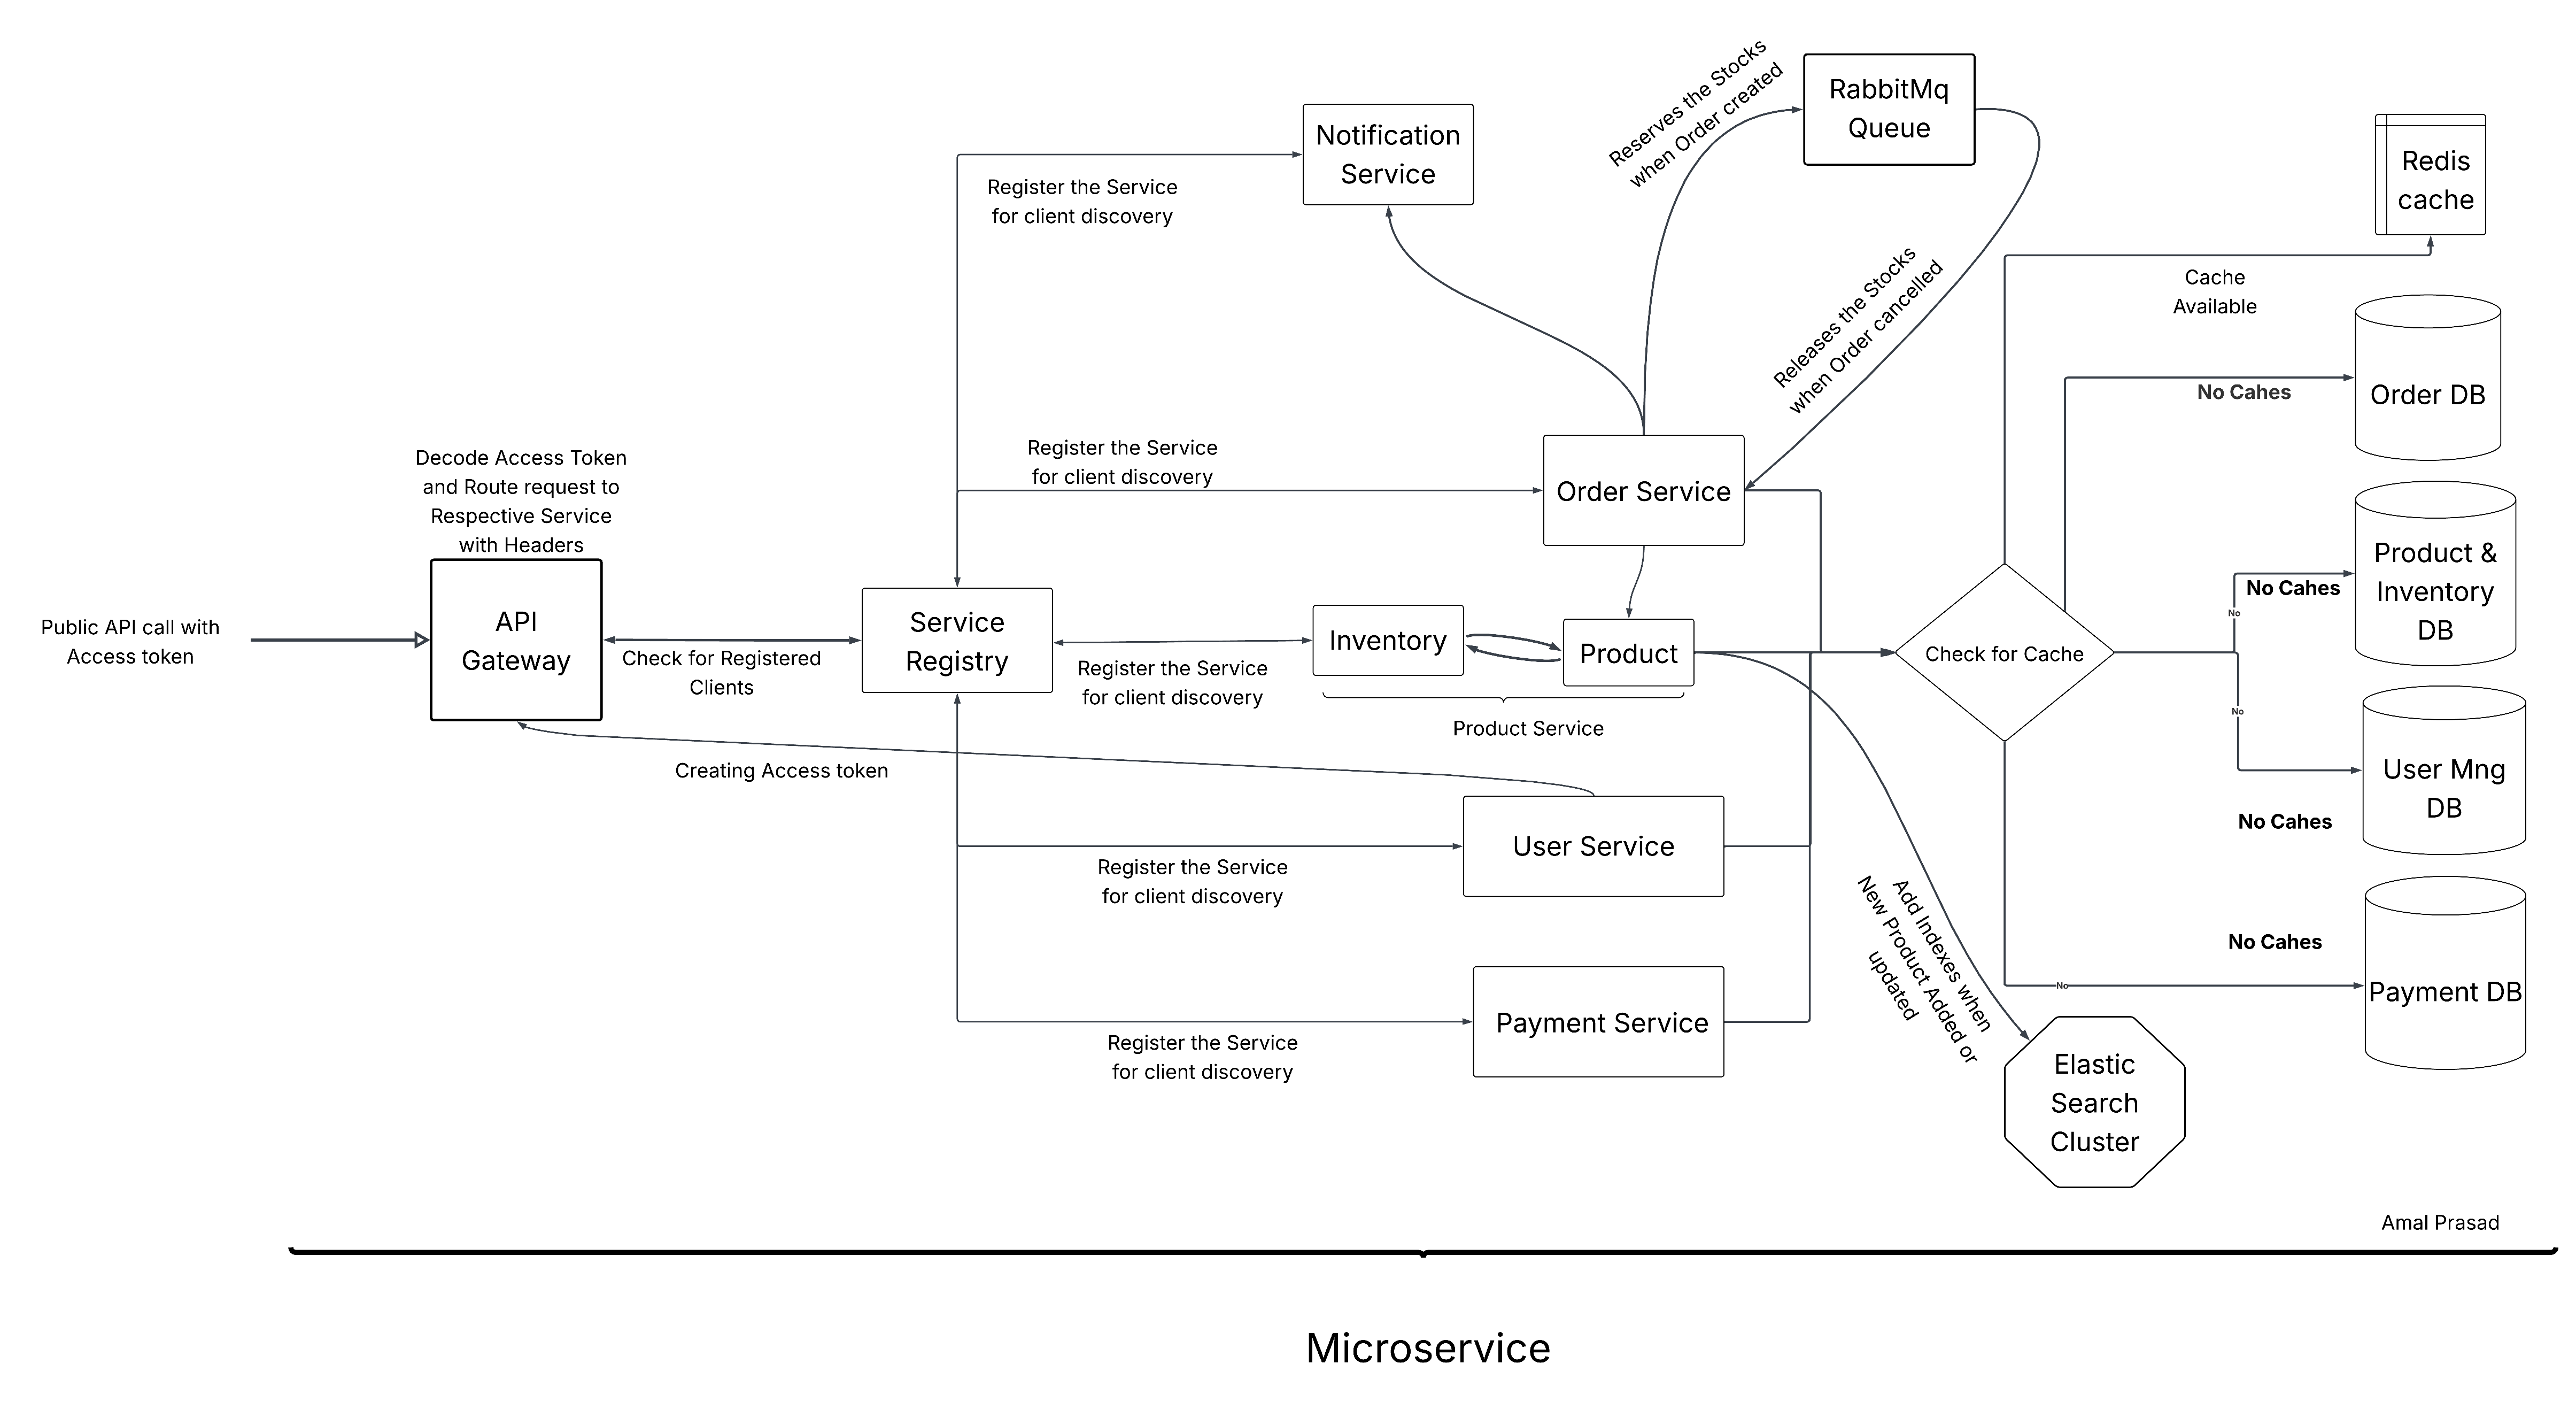 Public API call with
Access token
Decode Access Token
and Route request to
Respective Service
with Headers
API
Gateway
Check for Registered
Clients
Creating Access token
Service
Registry
Register the Service
for client discovery
Register the Service
for client discovery
Register the Service
for client discovery
Register the Service
for client discovery
Register the Service
for client discovery
Notification
Service
Order Service
Inventory
Product
Product Service
User Service
Payment Service
Reserves the Stocks
when Order created
RabbitMq
Queue
Releases the Stocks
when Order cancelled
Check for Cache
Add Indexes when
New Product Added or
updated
Elastic
Search
Cluster
Redis
cache
Cache
Available
No Cahes
Order DB
No
No Cahes
Product &
Inventory
DB
No
No Cahes
User Mng
DB
No Cahes
No
Payment DB
Amal Prasad
Microservice